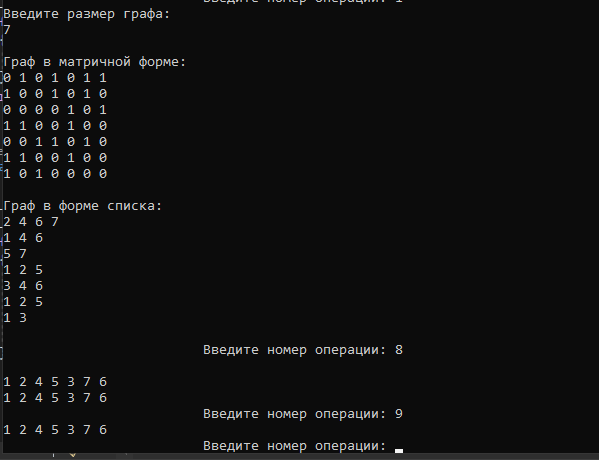 Введите номер операции: 1
Введите размер графа:
7
Граф в матричной форме:
0 1 0 1 0 1 1
1 0 0 1 0 1 0
0 0 0 0 1 0 1
1 1 0 0 1 0 0
0 0 1 1 0 1 0
1 1 0 0 1 0 0
1 0 1 0 0 0 0
Граф в форме списка:
2 4 6 7
1 4 6
5 7
1 2 5
3 4 6
1 2 5
1 3
Введите номер операции: 8
1 2 4 5 3 7 6
1 2 4 5 3 7 6
Введите номер операции: 9
1 2 4 5 3 7 6
Введите номер операции: